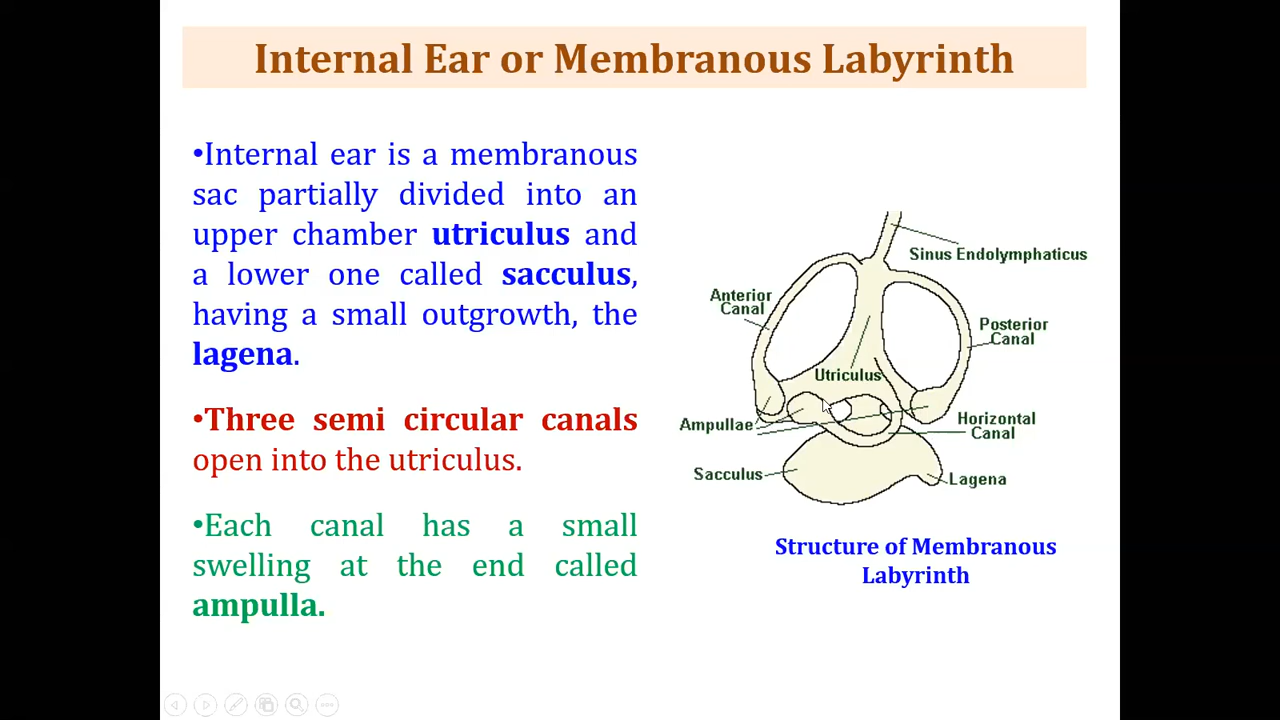 Internal Ear or Membranous Labyrinth
•Internal ear is a membranous
sac partially divided into an
upper chamber utriculus and
a lower one called sacculus,
having a small outgrowth, the
lagena.
•Three semi circular canals
open into the utriculus.
•Each canal has a small
swelling at the end called
ampulla.
Sinus Endolymphaticus
Anterior
Canal
Posterior
Canal
Utriculus
Ampullae
Horizontal
Canal
Sacculus
Lagena
Structure of Membranous
Labyrinth